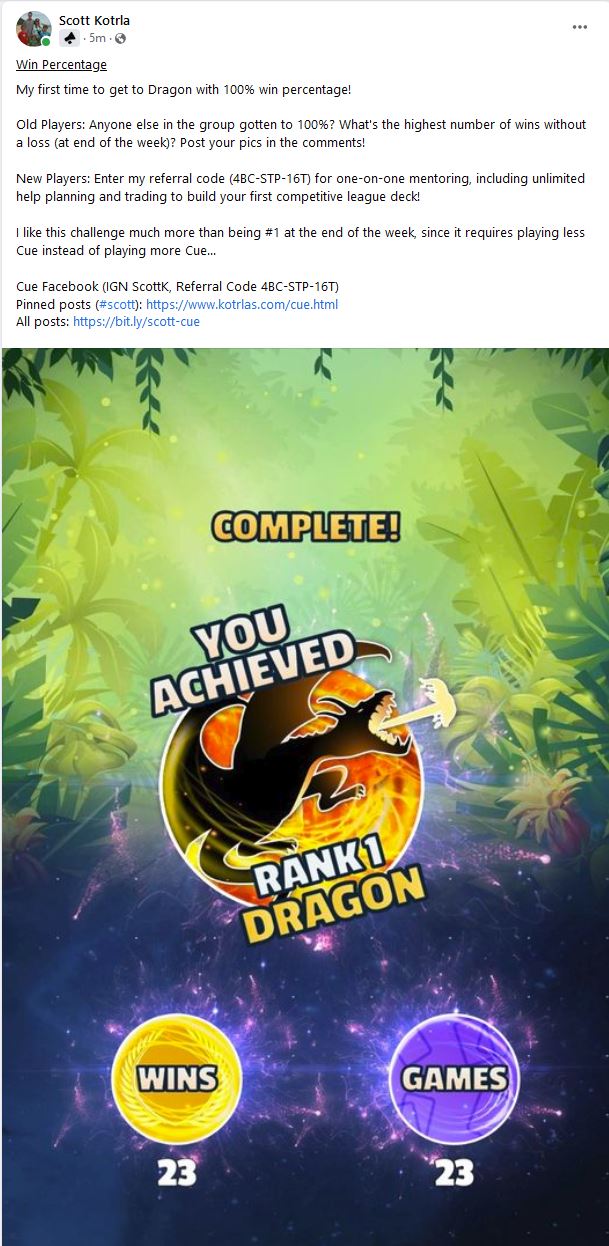 Scott Kotrla
· 5m ·
Win Percentage
My first time to get to Dragon with 100% win percentage!
Old Players: Anyone else in the group gotten to 100%? What's the highest number of wins without
a loss (at end of the week)? Post your pics in the comments!
New Players: Enter my referral code (4BC-STP-16T) for one-on-one mentoring, including unlimited
help planning and trading to build your first competitive league deck!
I like this challenge much more than being #1 at the end of the week, since it requires playing less
Cue instead of playing more Cue...
Cue Facebook (IGN ScottK, Referral Code 4BC-STP-16T)
Pinned posts (#scott): https://www.kotrlas.com/cue.html
All posts: https://bit.ly/scott-cue
COMPLETE!
YOU
ACHIEVED
RANK 1
DRAGON
WINS GAMES
23 23